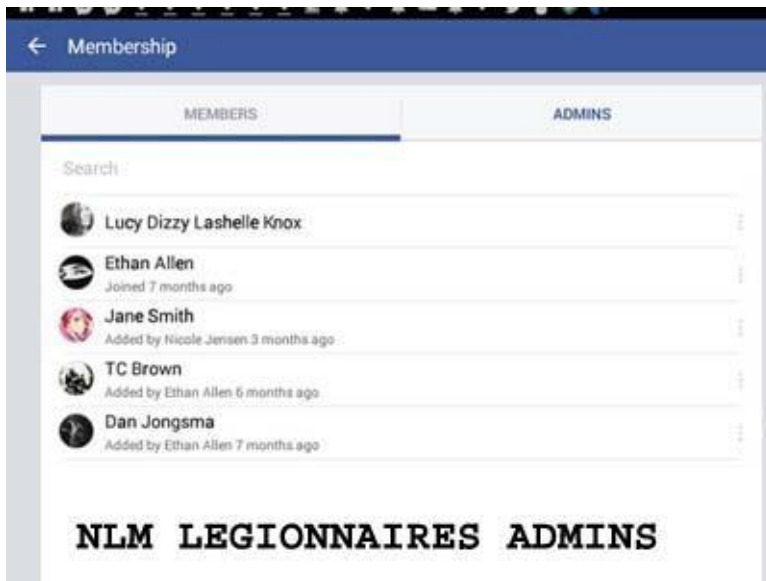 Membership
MEMBERS
ADMINS
Search
Lucy Dizzy Lashelle Knox
Ethan Allen
Joined 7 months ago
Jane Smith
Added by Nicole Jensen 3 months ago
TC Brown
Added by Ethan Allen 6 months ago
Dan Jongsma
Added by Ethan Allen 7 months ago
NLM LEGIONNAIRES ADMINS